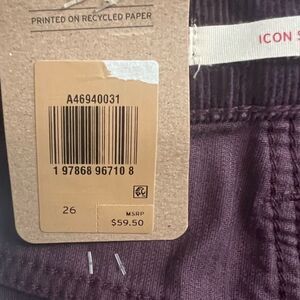 PRINTED ON RECYCLED PAPER
ICON S
A46940031
1 97868 96710 8
26
MSRP
$59.50